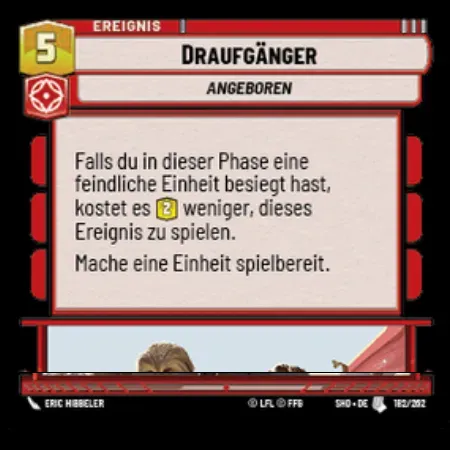 EREIGNIS
5
DRAUFGÄNGER
ANGEBOREN
Falls du in dieser Phase eine
feindliche Einheit besiegt hast,
kostet es 2 weniger, dieses
Ereignis zu spielen.
Mache eine Einheit spielbereit.
ERIC HIBBELER
© LFL © FFG
SHD • DE
182/262